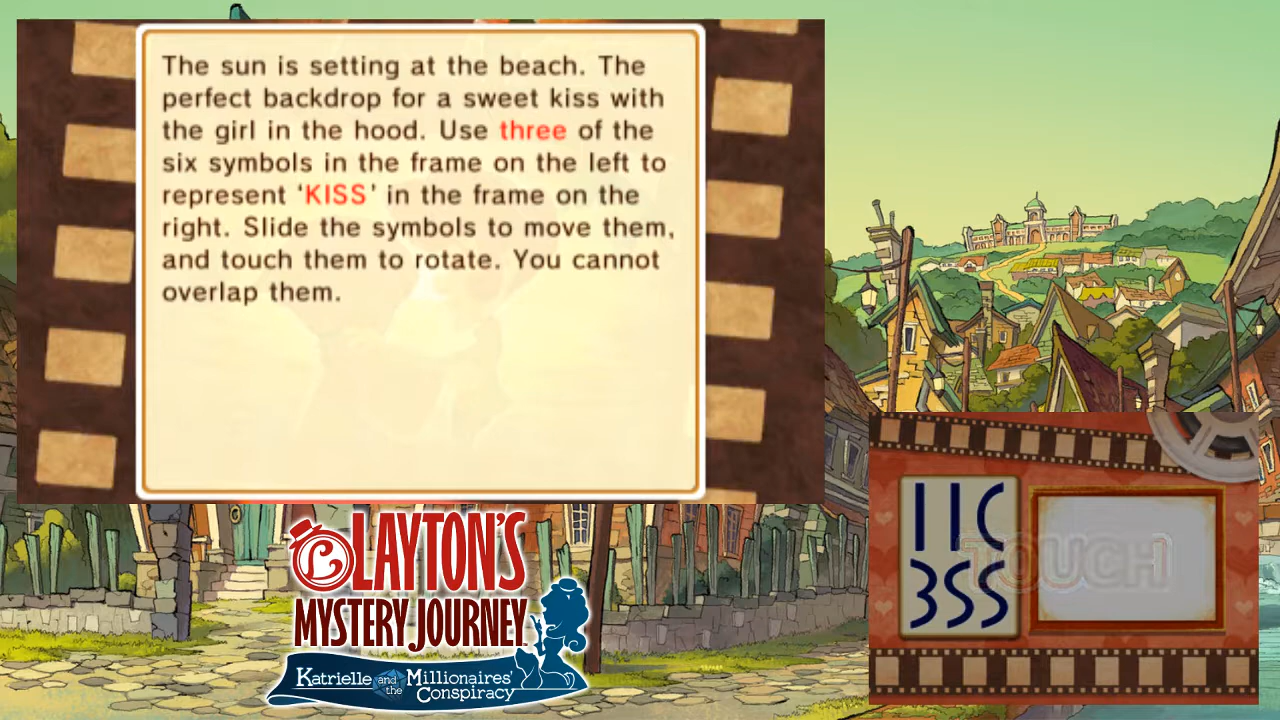 The sun is setting at the beach. The
perfect backdrop for a sweet kiss with
the girl in the hood. Use three of the
six symbols in the frame on the left to
represent ‘KISS’ in the frame on the
right. Slide the symbols to move them,
and touch them to rotate. You cannot
overlap them.
IIC
3SS
TOUCH
LAYTON'S
MYSTERY JOURNEY
Katrielle and the Millionaires'
Conspiracy